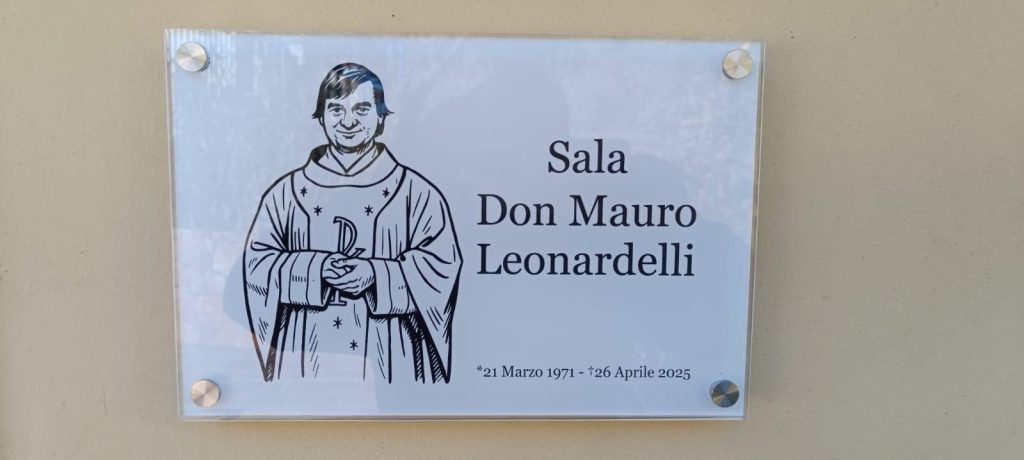 Sala
Don Mauro
Leonardelli
*21 Marzo 1971 - †26 Aprile 2025